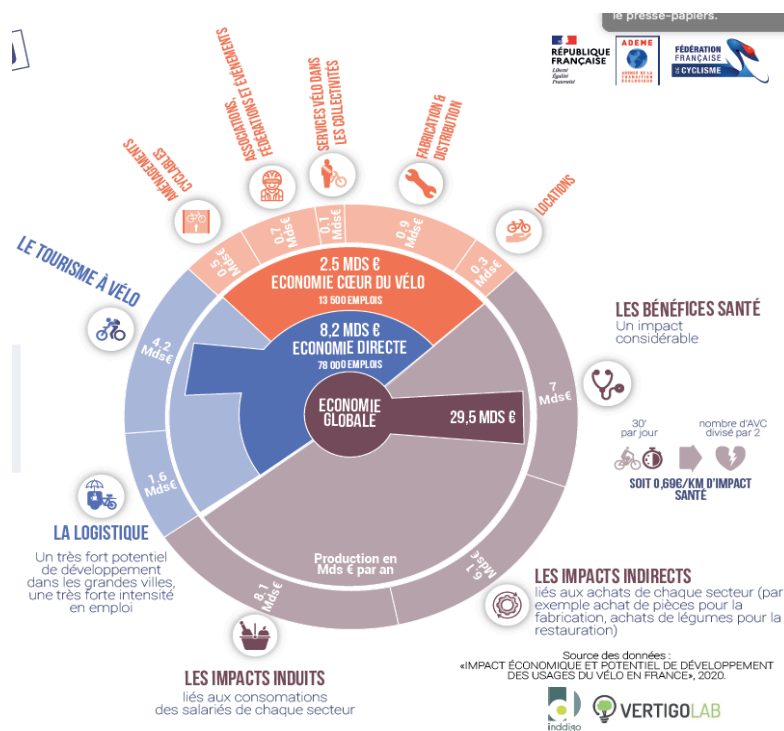 le presse-papiers.
RÉPUBLIQUE
FRANÇAISE
Liberté
Égalité
Fraternité
ADEME
AGENCE DE LA
TRANSITION
ÉCOLOGIQUE
FÉDÉRATION
FRANÇAISE
DE CYCLISME
AMÉNAGEMENTS
CYCLABLES
ASSOCIATIONS,
FÉDÉRATIONS ET ÉVÉNEMENTS
SERVICES VÉLO DANS
LES COLLECTIVITÉS
FABRICATION &
DISTRIBUTION
LOCATIONS
0,5
Mds€
0,7
Mds€
0,1
Mds€
0,9
Mds€
0,3
Mds€
LE TOURISME À VÉLO
4,2
Mds€
2.5 MDS €
ECONOMIE CŒUR DU VÉLO
13 500 EMPLOIS
8,2 MDS €
ECONOMIE DIRECTE
78 000 EMPLOIS
ECONOMIE
GLOBALE
29,5 MDS €
LES BÉNÉFICES SANTÉ
Un impact
considérable
7
Mds€
30'
par jour
nombre d'AVC
divisé par 2
SOIT 0,69€/KM D'IMPACT
SANTÉ
1.6
Mds€
LA LOGISTIQUE
Un très fort potentiel
de développement
dans les grandes villes,
une très forte intensité
en emploi
Production en
Mds € par an
8,1
Mds€
6,1
Mds€
LES IMPACTS INDIRECTS
liés aux achats de chaque secteur (par
exemple achat de pièces pour la
fabrication, achats de légumes pour la
restauration)
LES IMPACTS INDUITS
liés aux consomations
des salariés de chaque secteur
Source des données :
«IMPACT ÉCONOMIQUE ET POTENTIEL DE DÉVELOPPEMENT
DES USAGES DU VÉLO EN FRANCE», 2020.
inddigo
VERTIGOLAB